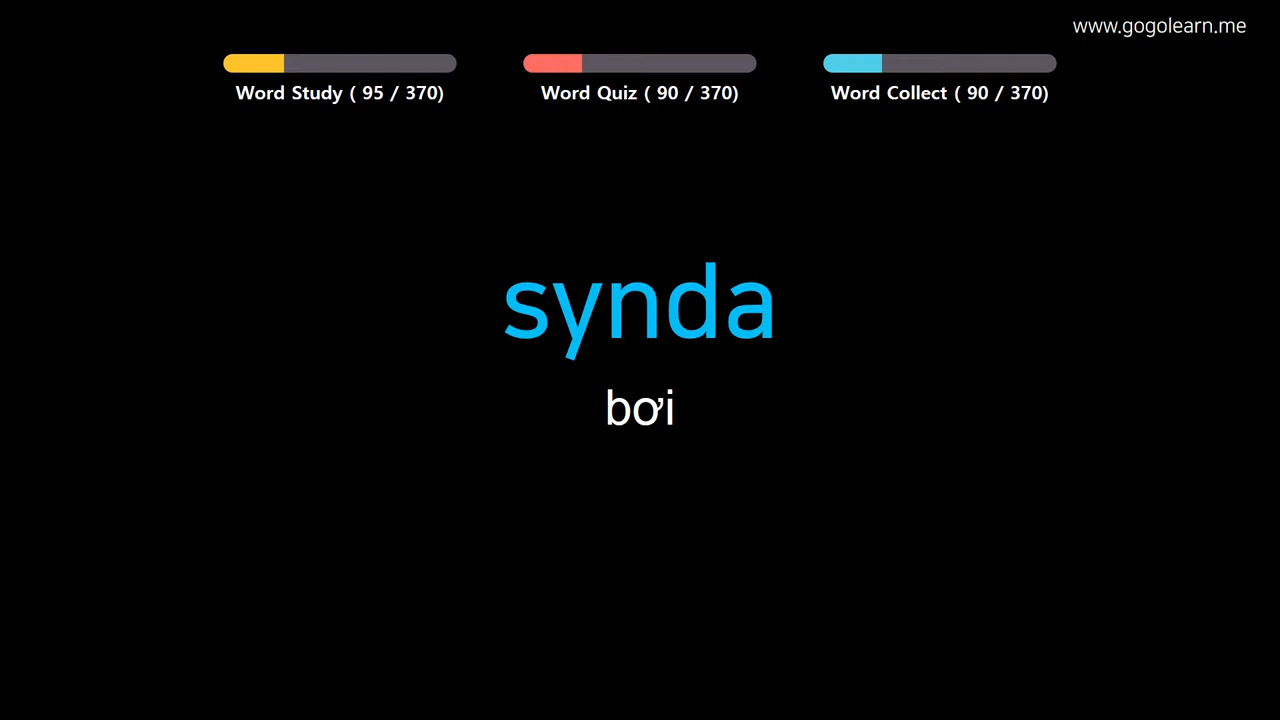 www.gogolearn.me
Word Study ( 95 / 370)
Word Quiz ( 90 / 370)
Word Collect ( 90 / 370)
synda
bơi